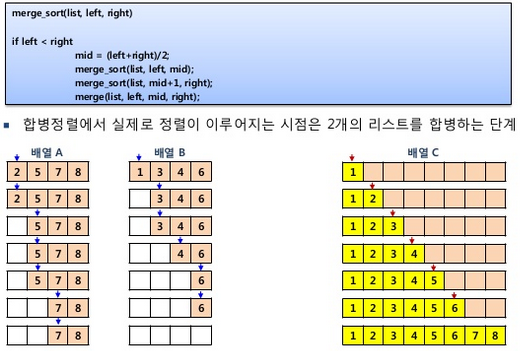 merge_sort(list, left, right)
if left < right
mid = (left+right)/2;
merge_sort(list, left, mid);
merge_sort(list, mid+1, right);
merge(list, left, mid, right);
합병정렬에서 실제로 정렬이 이루어지는 시점은 2개의 리스트를 합병하는 단계
배열 A 배열 B 배열 C
2 5 7 8 1 3 4 6 1
2 5 7 8 3 4 6 1 2
5 7 8 3 4 6 1 2 3
5 7 8 4 6 1 2 3 4
5 7 8 6 1 2 3 4 5
7 8 6 1 2 3 4 5 6
7 8 1 2 3 4 5 6 7 8